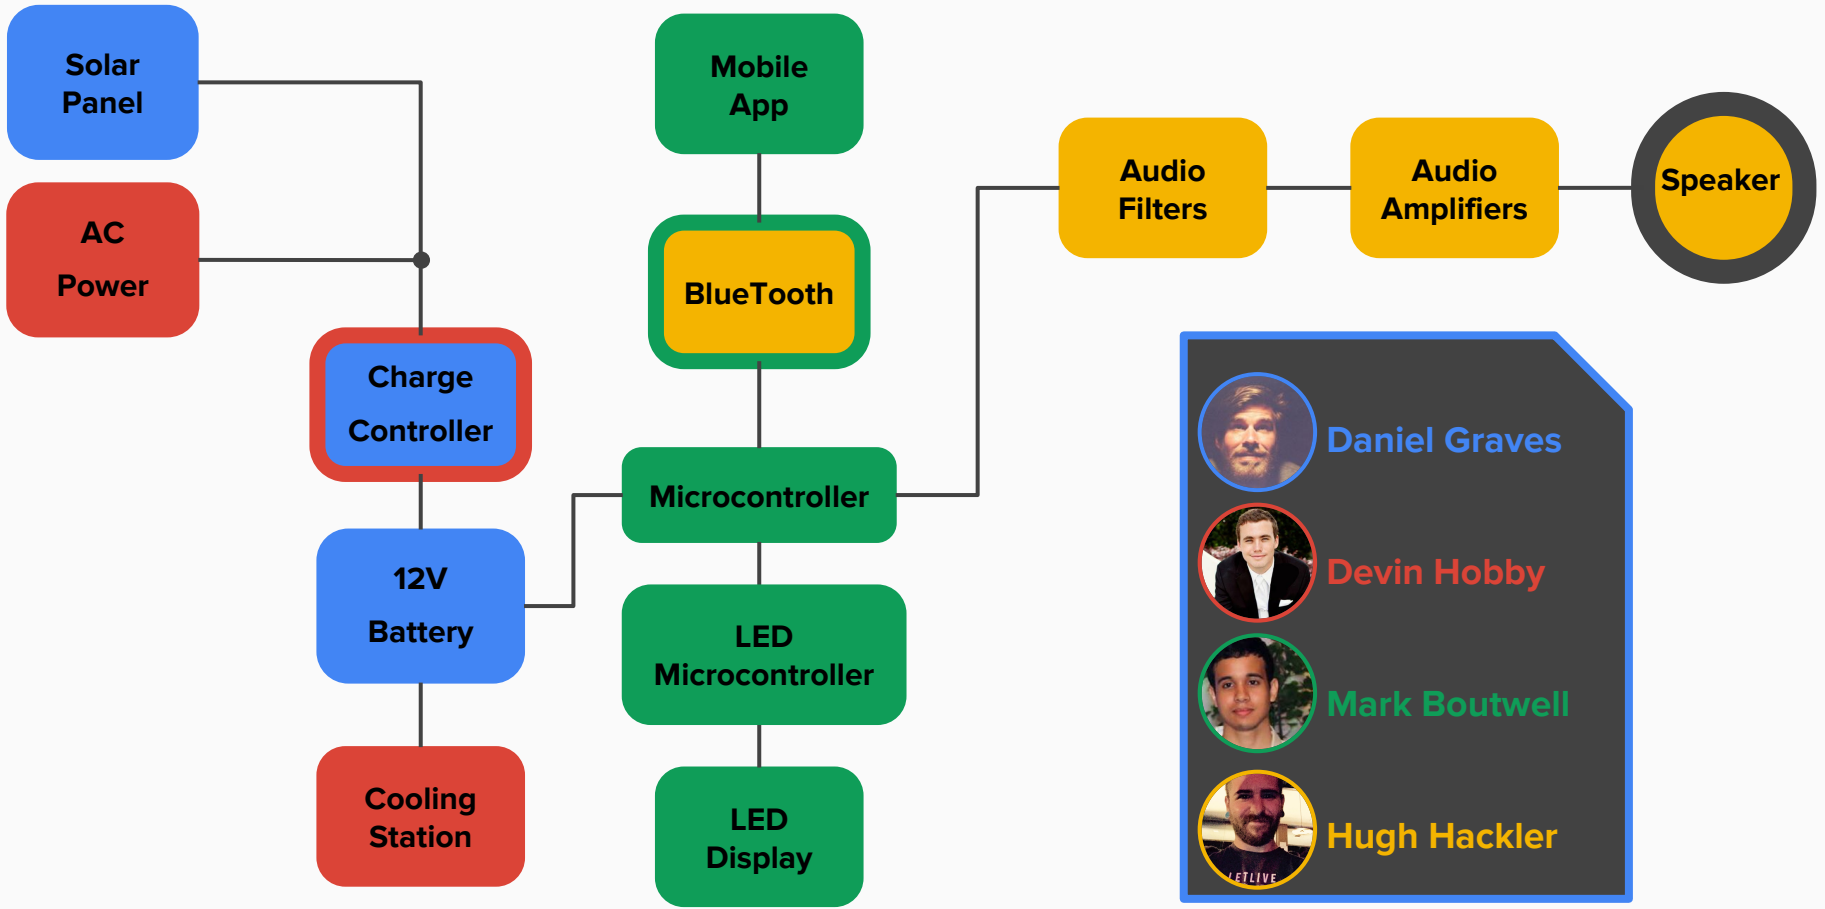 Solar
Panel
AC
Power
Charge
Controller
12V
Battery
Cooling
Station
Mobile
App
BlueTooth
Microcontroller
LED
Microcontroller
LED
Display
Audio
Filters
Audio
Amplifiers
Speaker
Daniel Graves
Devin Hobby
Mark Boutwell
Hugh Hackler
LETLIVE